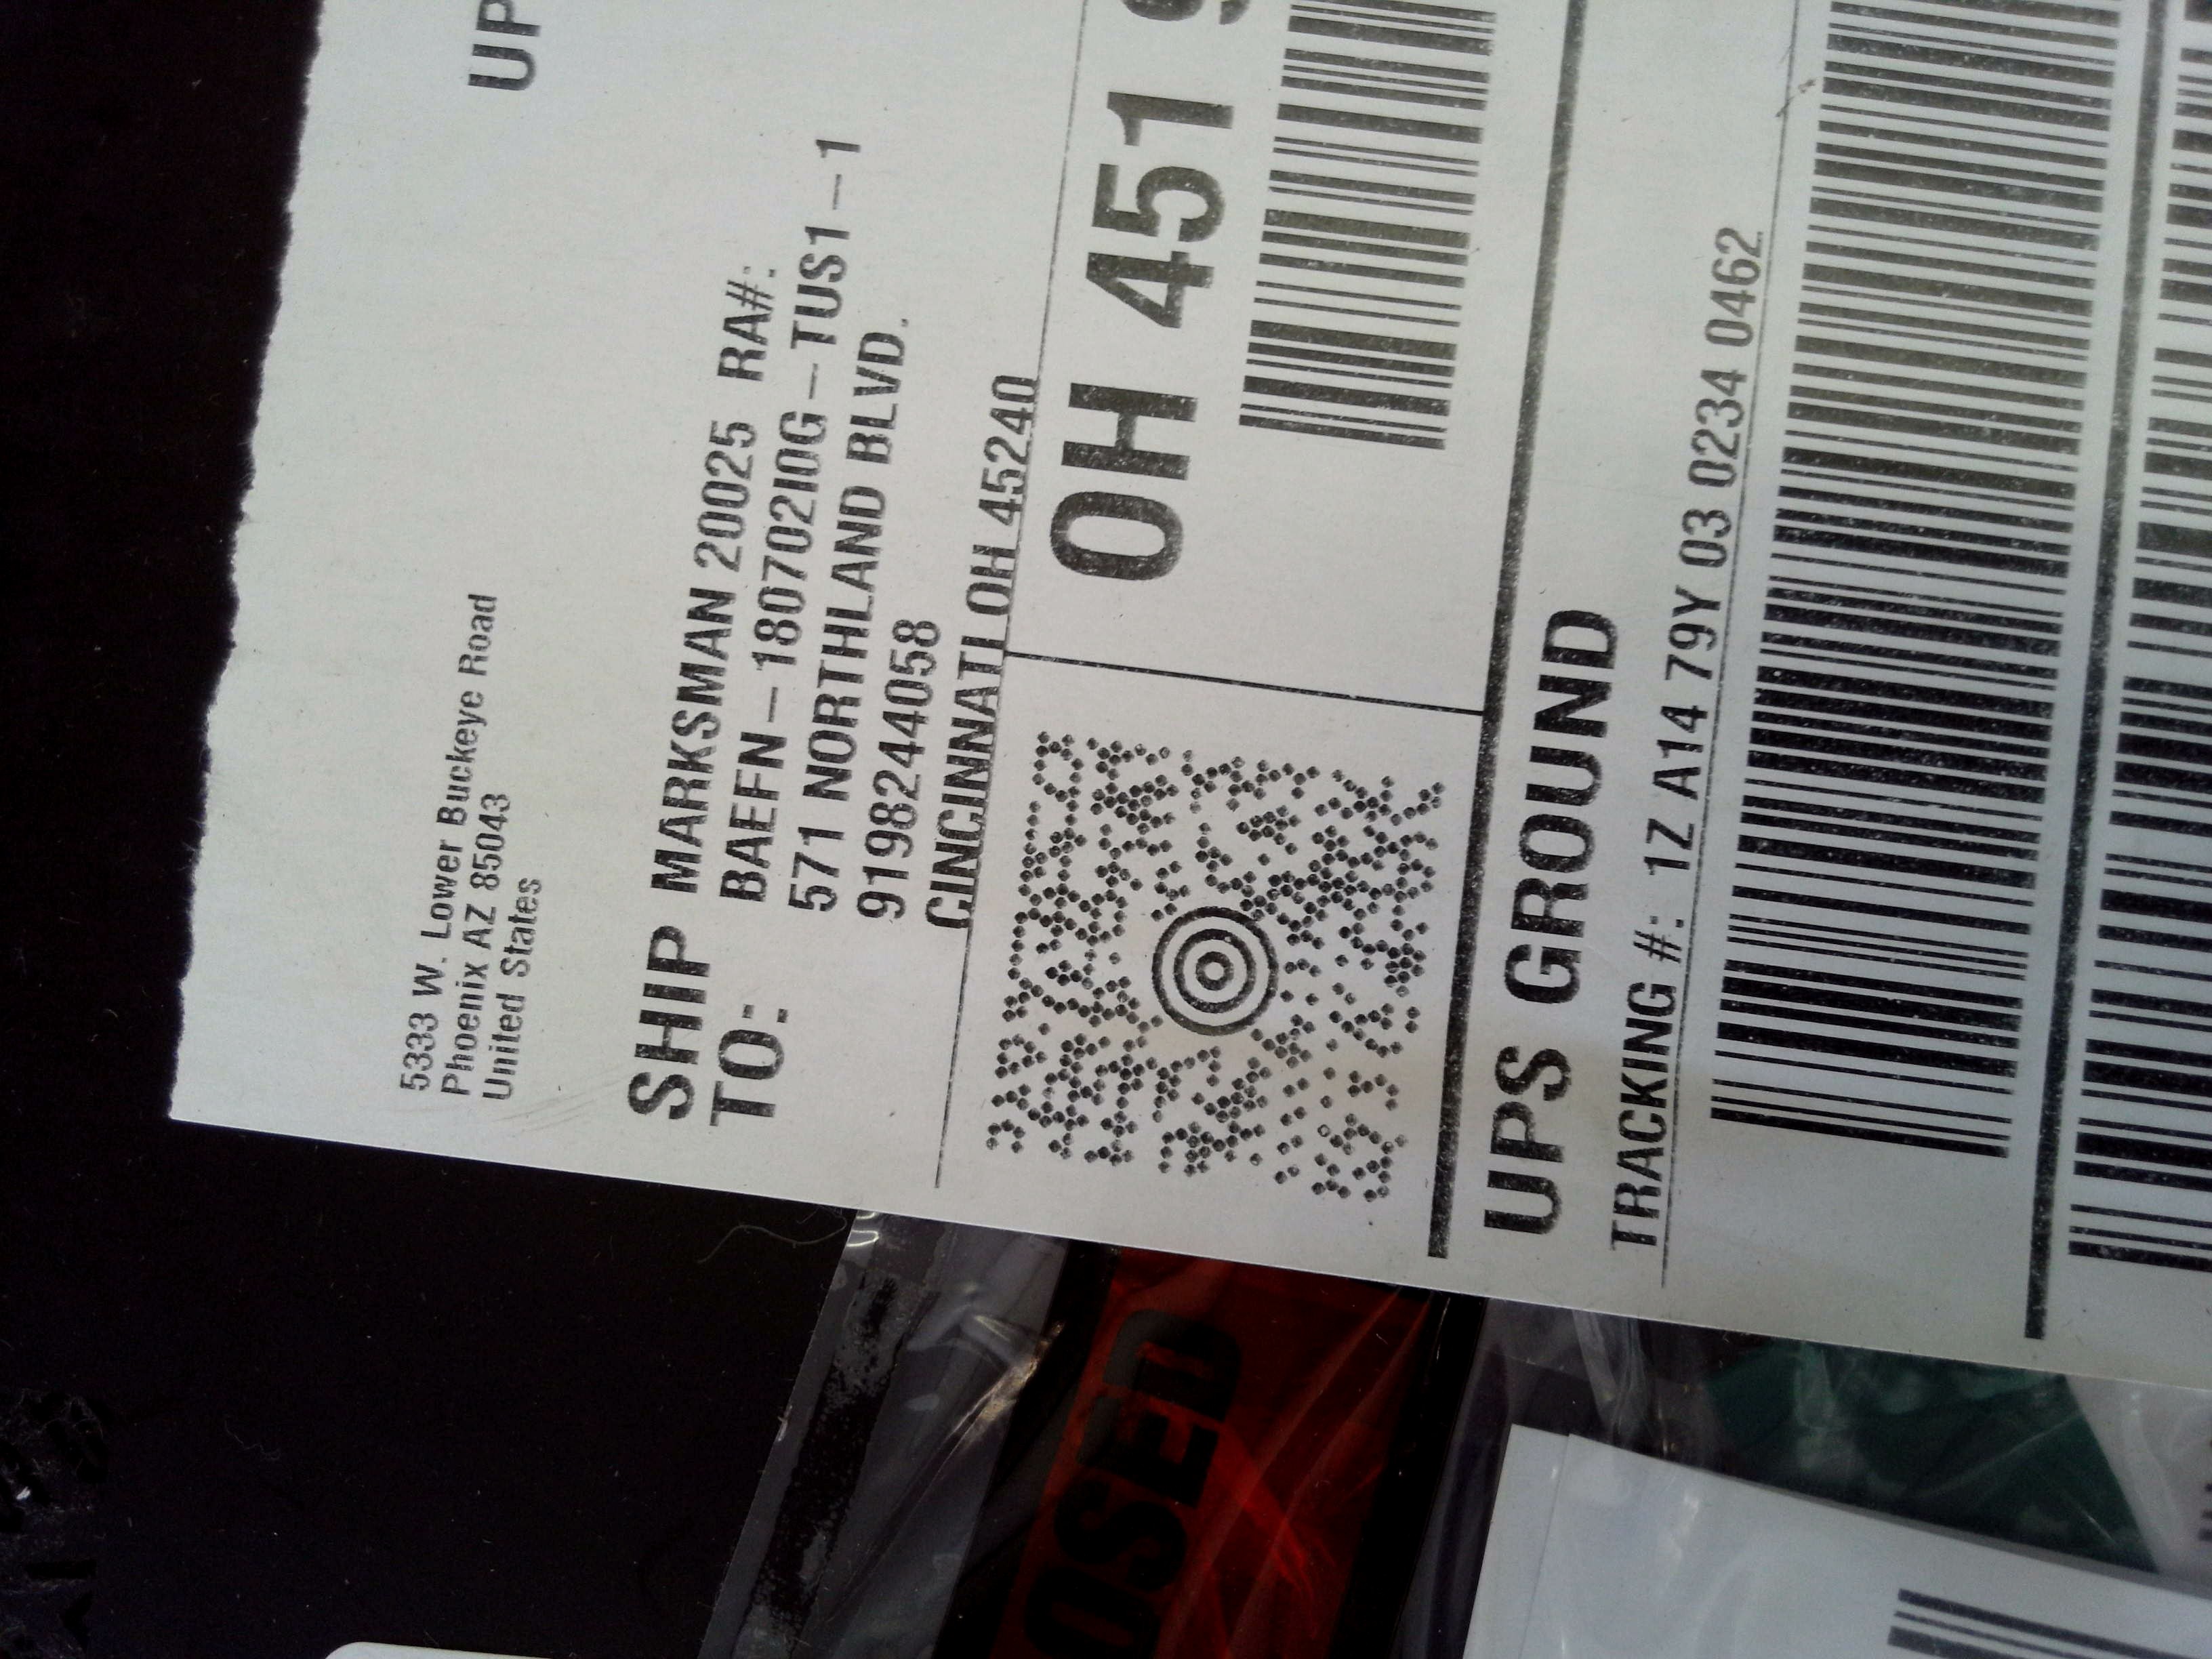 5333 W. Lower Buckeye Road
Phoenix AZ 85043
United States
UP
SHIP TO:
MARKSMAN 20025 RA#:
BAEFN-180702I0G-TUS1-1
571 NORTHLAND BLVD.
9198244058
CINCINNATI OH 45240
OH 451
UPS GROUND
TRACKING #: 1Z A14 79Y 03 0234 0462
OSED